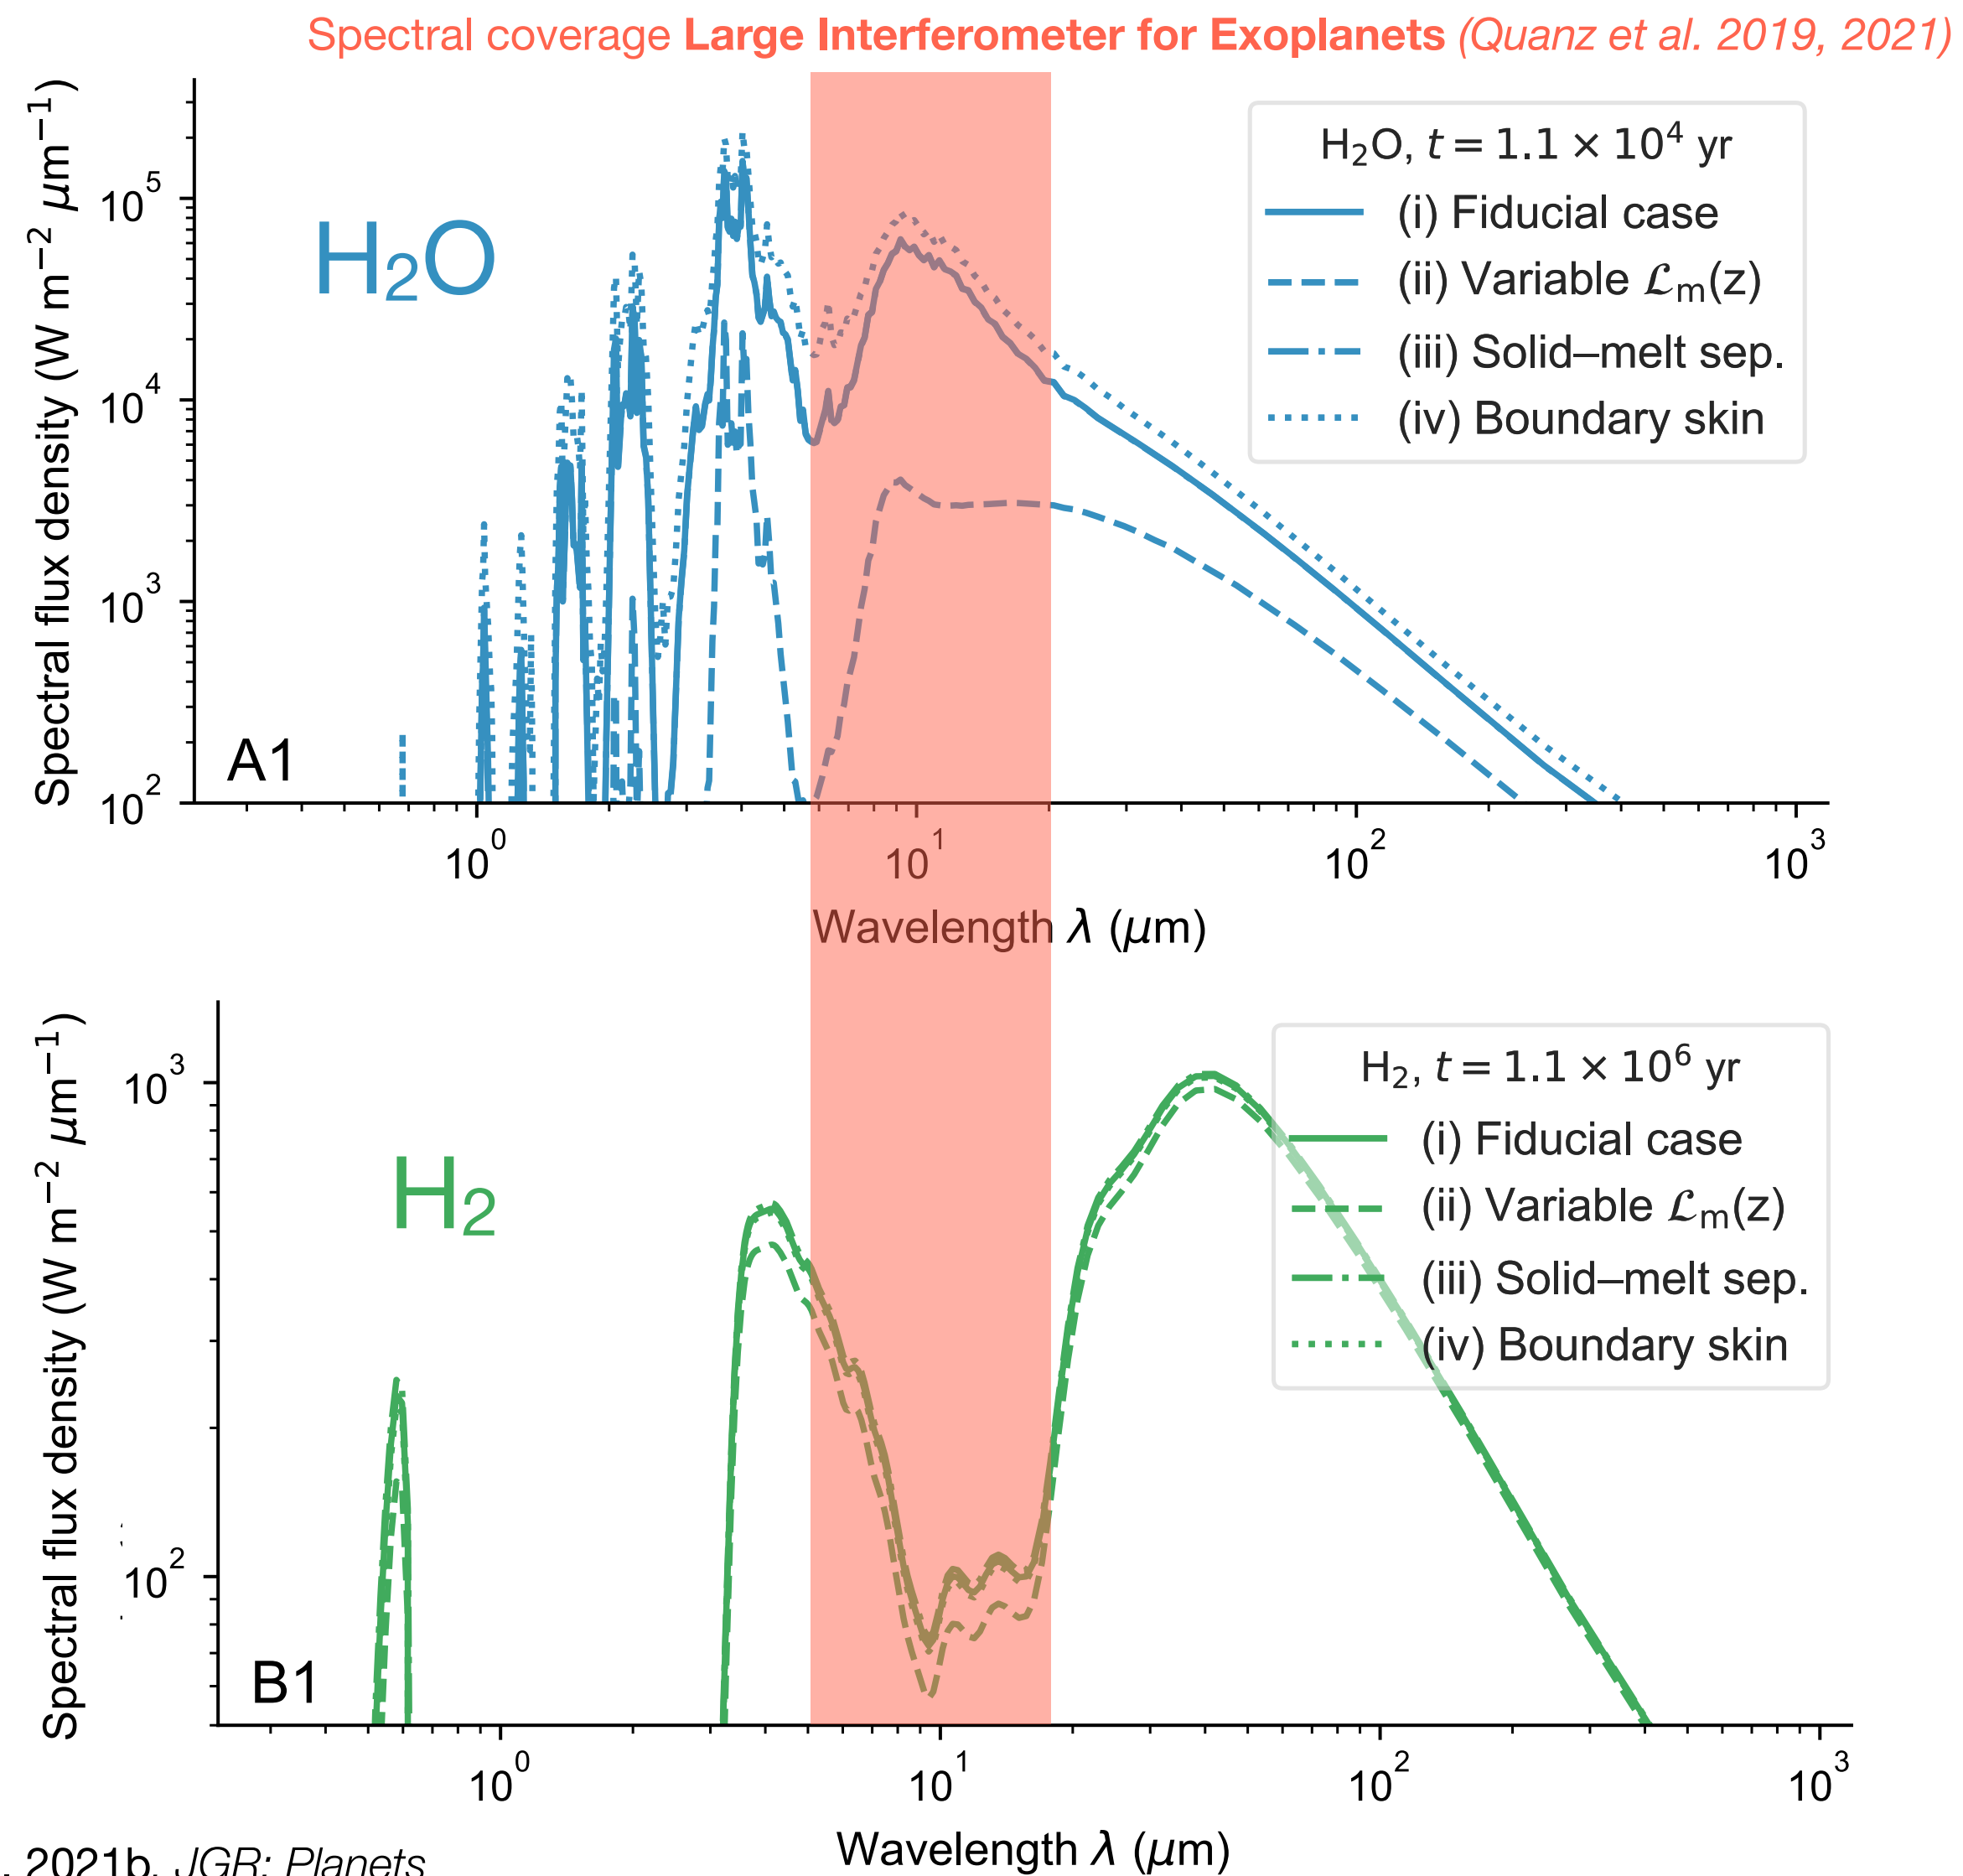 Spectral coverage Large Interferometer for Exoplanets (Quanz et al. 2019, 2021)
Spectral flux density (W m⁻² μm⁻¹)
10⁵
10⁴
10³
10²
H₂O
A1
H₂O, t = 1.1 × 10⁴ yr
(i) Fiducial case
(ii) Variable ℒₘ(z)
(iii) Solid–melt sep.
(iv) Boundary skin
10⁰ 10¹ 10² 10³
Wavelength λ (μm)
Spectral flux density (W m⁻² μm⁻¹)
10³
10²
H₂
B1
H₂, t = 1.1 × 10⁶ yr
(i) Fiducial case
(ii) Variable ℒₘ(z)
(iii) Solid–melt sep.
(iv) Boundary skin
10⁰ 10¹ 10² 10³
Wavelength λ (μm)
. 2021b, JGR: Planets